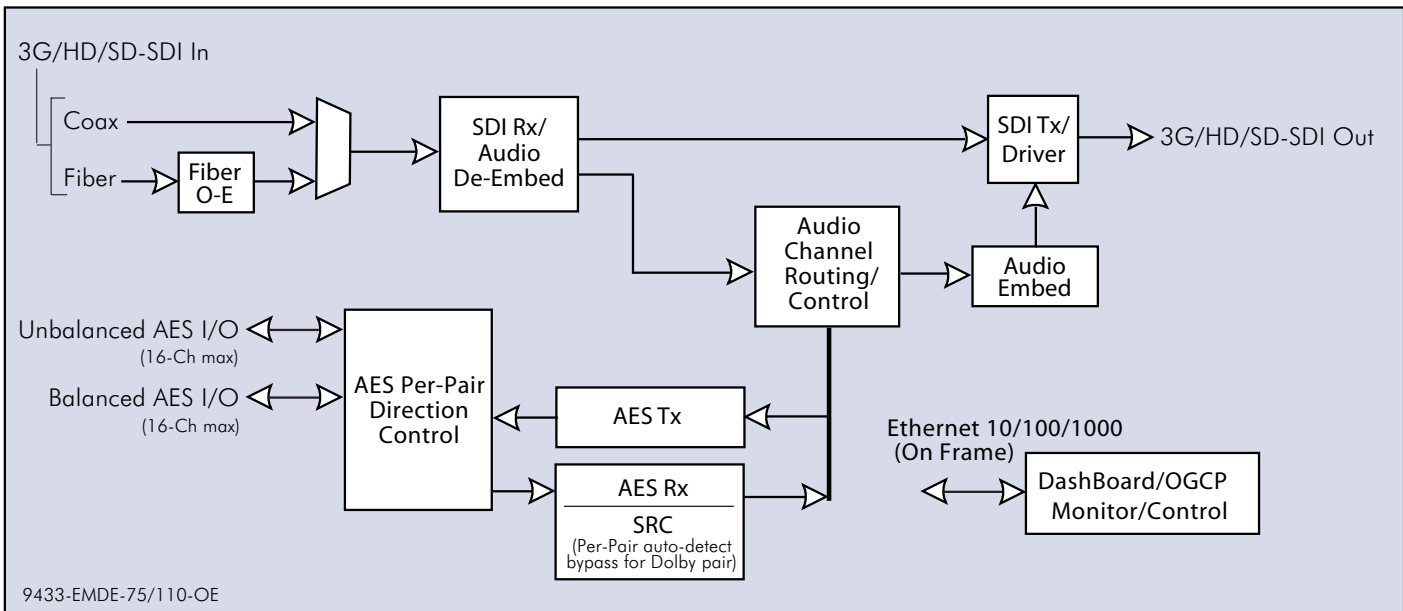 3G/HD/SD-SDI In
Coax
Fiber
Fiber
O-E
SDI Rx/
Audio
De-Embed
SDI Tx/
Driver
3G/HD/SD-SDI Out
Audio
Channel
Routing/
Control
Audio
Embed
Unbalanced AES I/O
(16-Ch max)
Balanced AES I/O
(16-Ch max)
AES Per-Pair
Direction
Control
AES Tx
AES Rx
SRC
(Per-Pair auto-detect
bypass for Dolby pair)
Ethernet 10/100/1000
(On Frame)
DashBoard/OGCP
Monitor/Control
9433-EMDE-75/110-OE